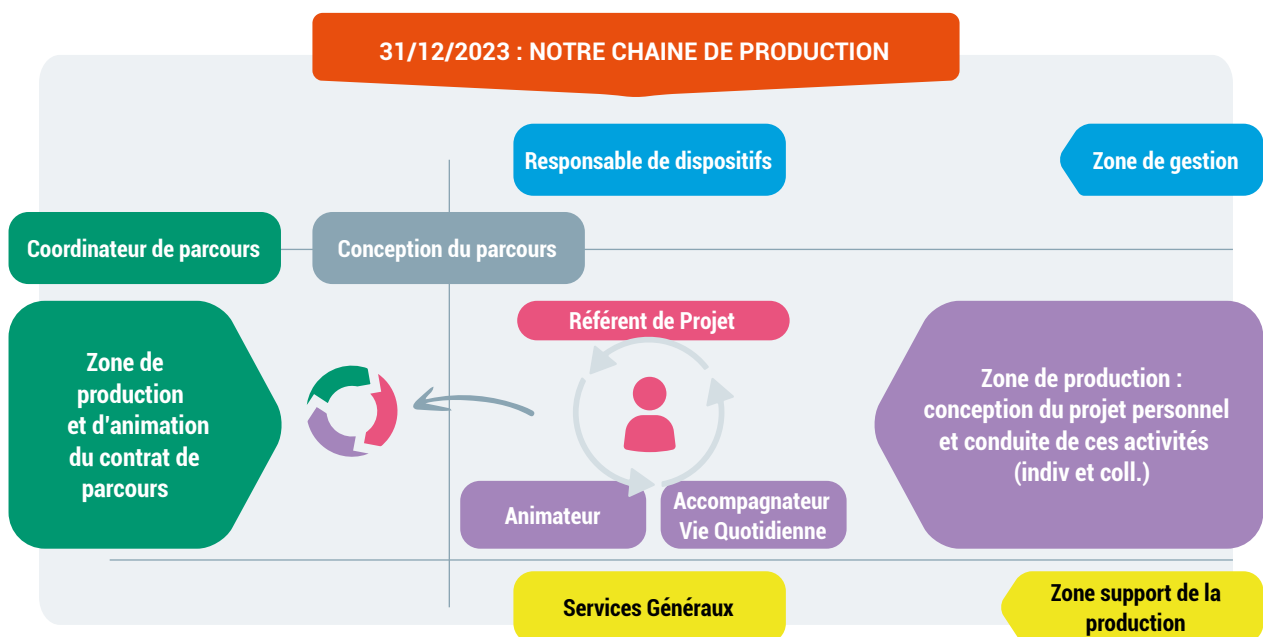 31/12/2023 : NOTRE CHAINE DE PRODUCTION
Responsable de dispositifs
Zone de gestion
Coordinateur de parcours
Conception du parcours
Référent de Projet
Zone de
production
et d'animation
du contrat de
parcours
Zone de production :
conception du projet personnel
et conduite de ces activités
(indiv et coll.)
Animateur
Accompagnateur
Vie Quotidienne
Services Généraux
Zone support de la
production